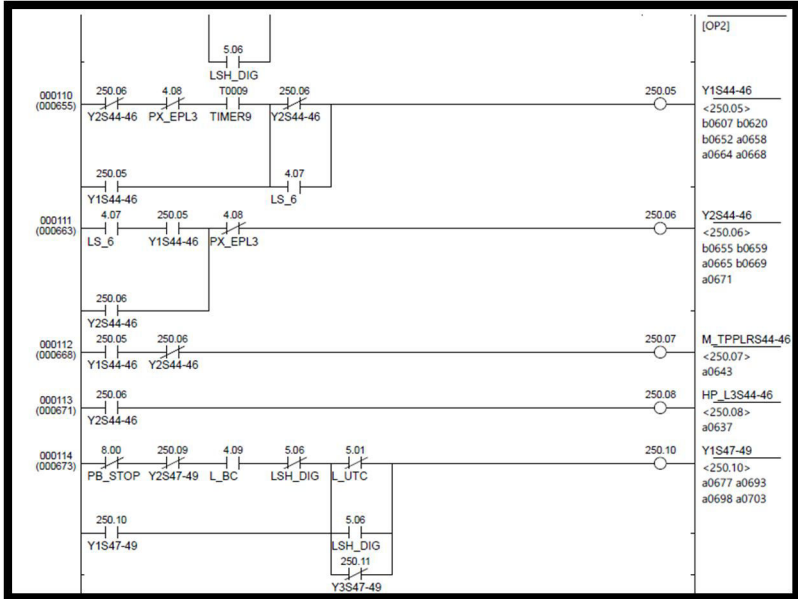 [OP2]
5.06
LSH_DIG
000110
(000655)
250.06 4.08 T0009 250.06 250.05 Y1S44-46
Y2S44-46 PX_EPL3 TIMER9 Y2S44-46
<250.05>
b0607 b0620
b0652 a0658
a0664 a0668
250.05 4.07
Y1S44-46 LS_6
000111
(000663)
4.07 250.05 4.08 250.06 Y2S44-46
LS_6 Y1S44-46 PX_EPL3
<250.06>
b0655 b0659
a0665 b0669
a0671
250.06
Y2S44-46
000112
(000668)
250.05 250.06 250.07 M_TPPLRS44-46
Y1S44-46 Y2S44-46
<250.07>
a0643
000113
(000671)
250.06 250.08 HP_L3S44-46
Y2S44-46
<250.08>
a0637
000114
(000673)
8.00 250.09 4.09 5.06 5.01 250.10 Y1S47-49
PB_STOP Y2S47-49 L_BC LSH_DIG L_UTC
<250.10>
a0677 a0693
a0698 a0703
250.10 5.06
Y1S47-49 LSH_DIG
250.11
Y3S47-49